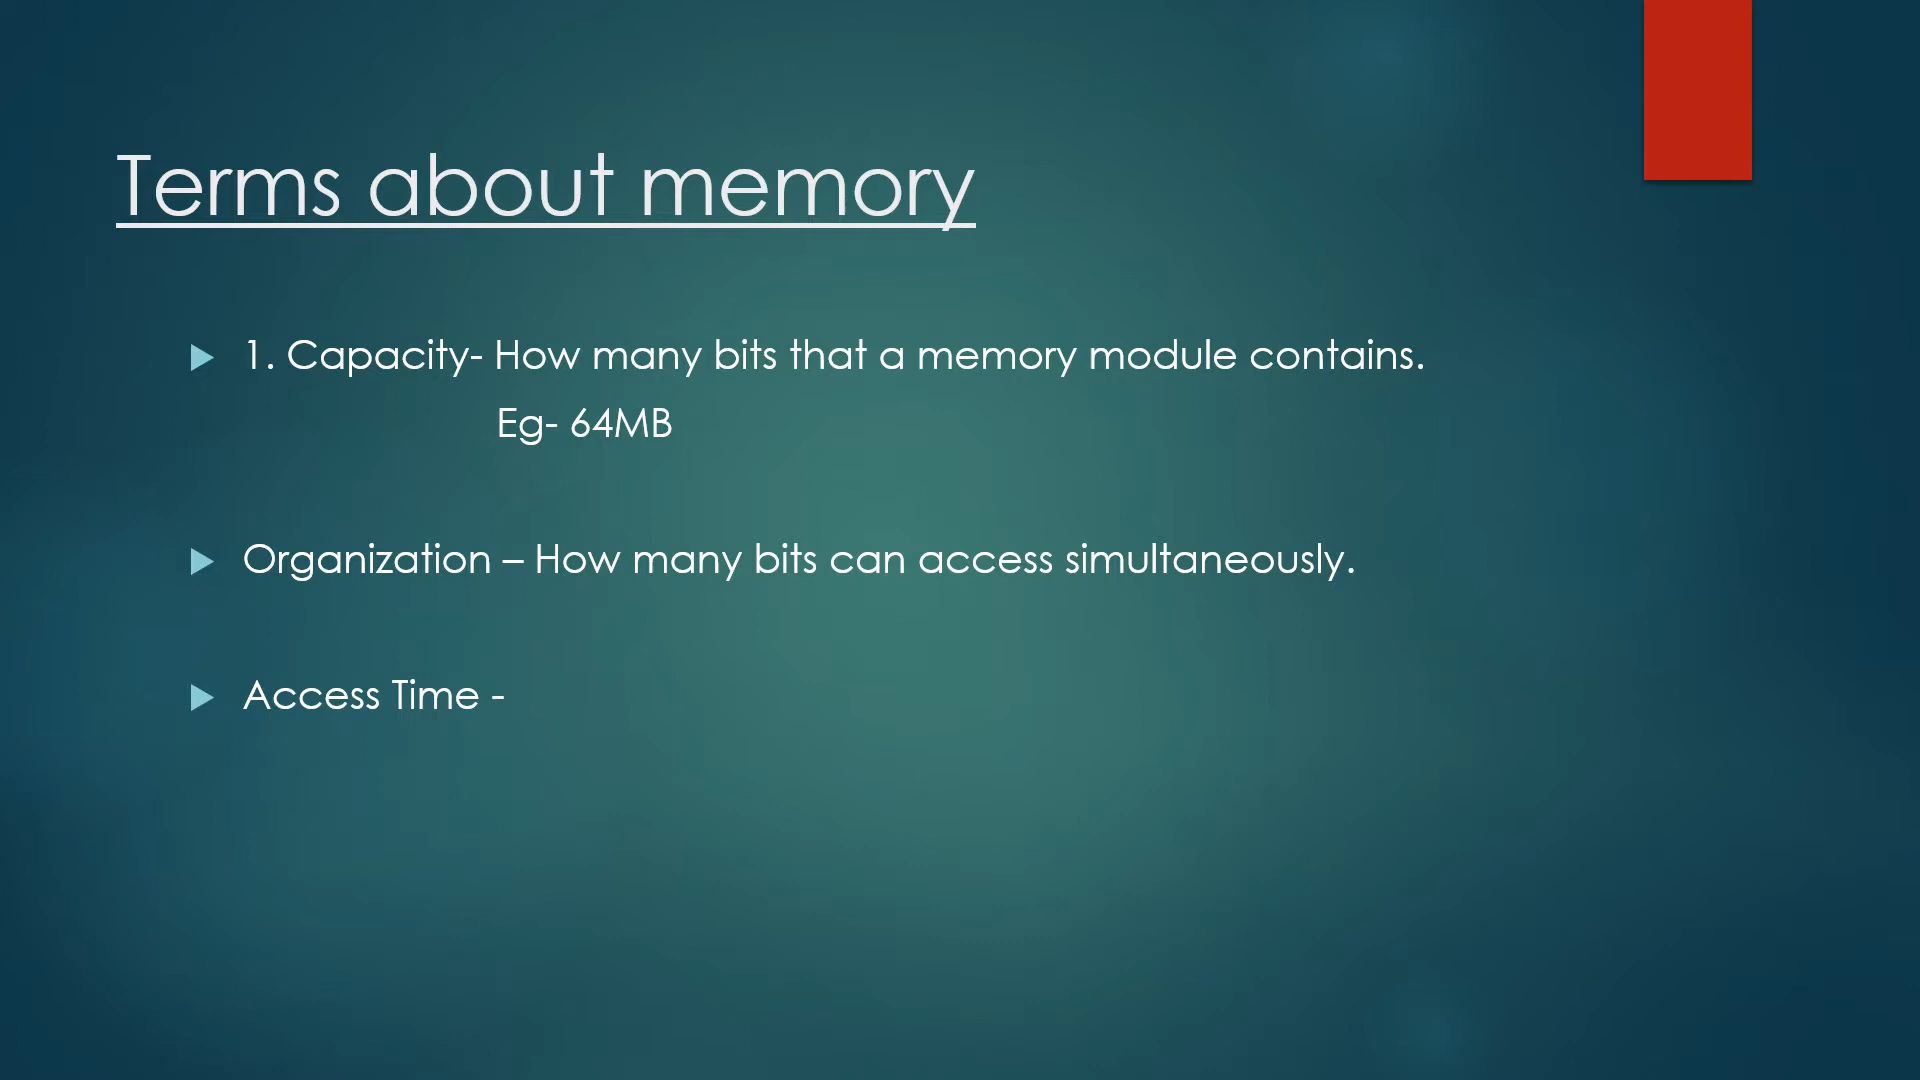 Terms about memory
1. Capacity- How many bits that a memory module contains.
Eg- 64MB
Organization – How many bits can access simultaneously.
Access Time -